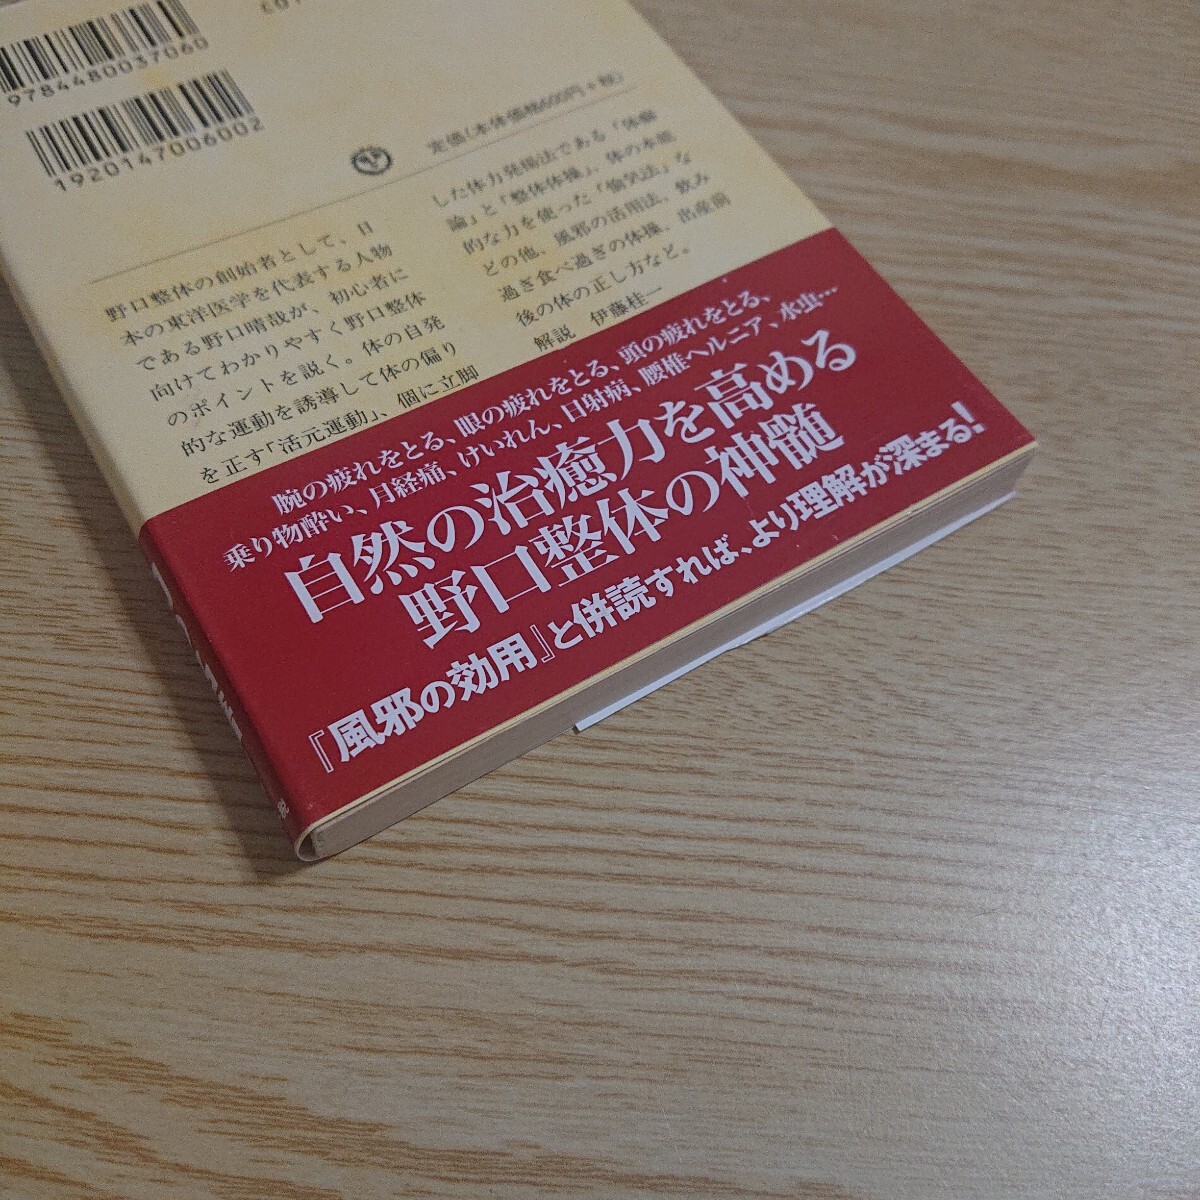 9784480037060
1920147006002
定価(本体価格600円+税)
野口整体の創始者として、日
本の東洋医学を代表する人物
である野口晴哉が、初心者に
向けてわかりやすく野口整体
のポイントを説く。体の自発
的な運動を誘導して体の偏り
を正す「活元運動」、個に立脚
した体力発揚法である「体癖
論」と「整体体操」、体の本能
的な力を使った「愉気法」な
どの他、風邪の活用法、飲み
過ぎ食べ過ぎの体操、出産前
後の体の正し方など。
解説 伊藤桂一
腕の疲れをとる、眼の疲れをとる、頭の疲れをとる、
乗り物酔い、月経痛、けいれん、日射病、腰椎ヘルニア、水虫…
自然の治癒力を高める
野口整体の神髄
『風邪の効用』と併読すれば、より理解が深まる!